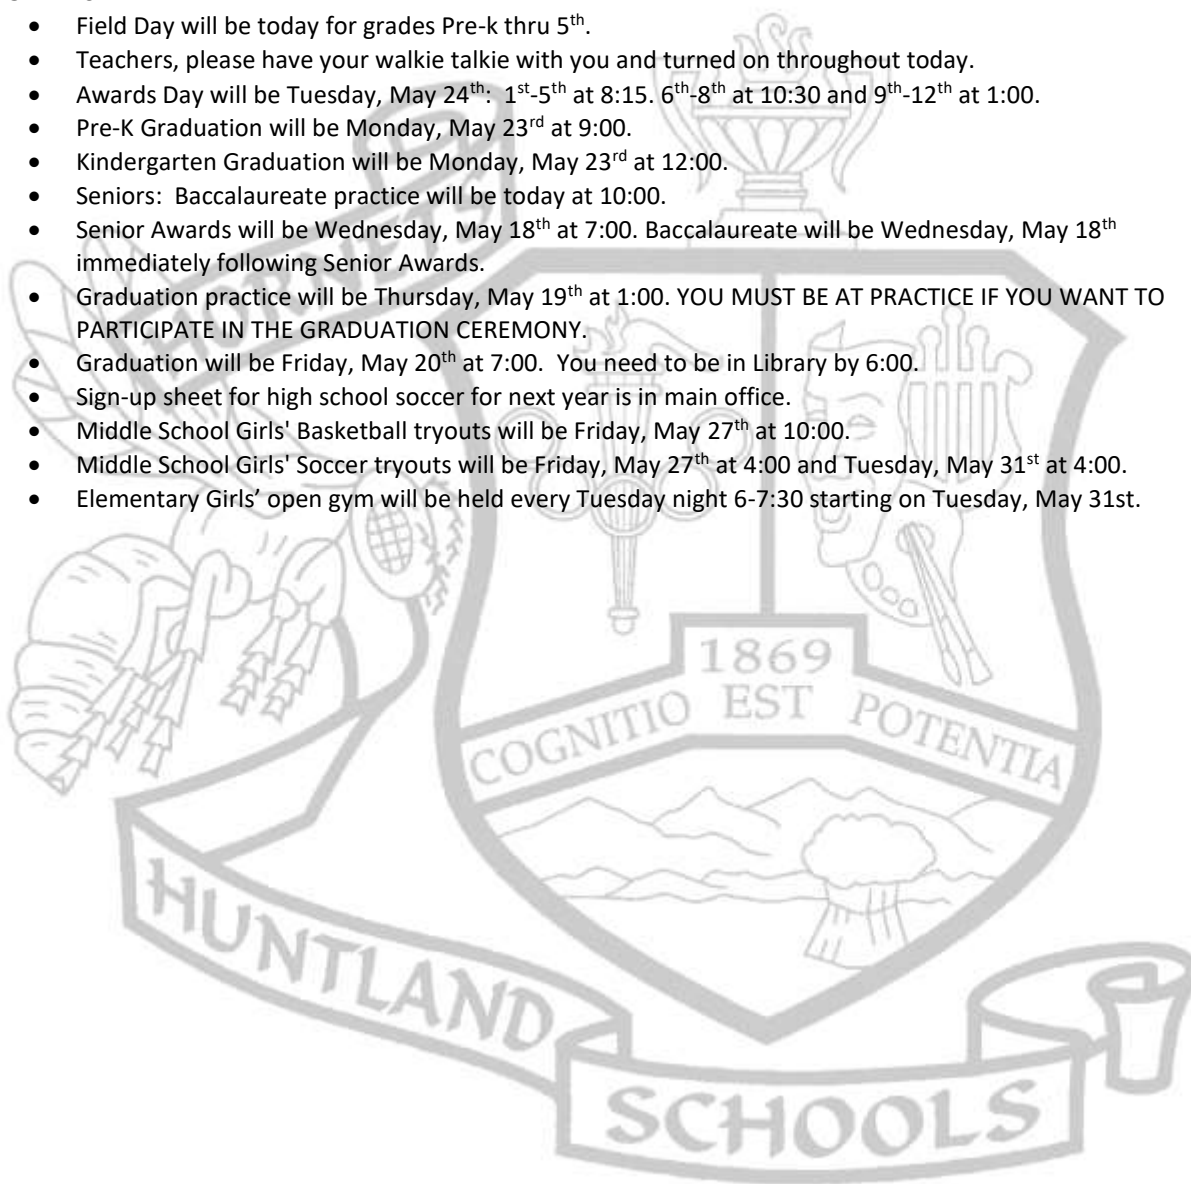 • Field Day will be today for grades Pre-k thru 5th.
• Teachers, please have your walkie talkie with you and turned on throughout today.
• Awards Day will be Tuesday, May 24th: 1st-5th at 8:15. 6th-8th at 10:30 and 9th-12th at 1:00.
• Pre-K Graduation will be Monday, May 23rd at 9:00.
• Kindergarten Graduation will be Monday, May 23rd at 12:00.
• Seniors: Baccalaureate practice will be today at 10:00.
• Senior Awards will be Wednesday, May 18th at 7:00. Baccalaureate will be Wednesday, May 18th
immediately following Senior Awards.
• Graduation practice will be Thursday, May 19th at 1:00. YOU MUST BE AT PRACTICE IF YOU WANT TO
PARTICIPATE IN THE GRADUATION CEREMONY.
• Graduation will be Friday, May 20th at 7:00. You need to be in Library by 6:00.
• Sign-up sheet for high school soccer for next year is in main office.
• Middle School Girls' Basketball tryouts will be Friday, May 27th at 10:00.
• Middle School Girls' Soccer tryouts will be Friday, May 27th at 4:00 and Tuesday, May 31st at 4:00.
• Elementary Girls’ open gym will be held every Tuesday night 6-7:30 starting on Tuesday, May 31st.
HORNETS
1869
COGNITIO EST POTENTIA
HUNTLAND
SCHOOLS